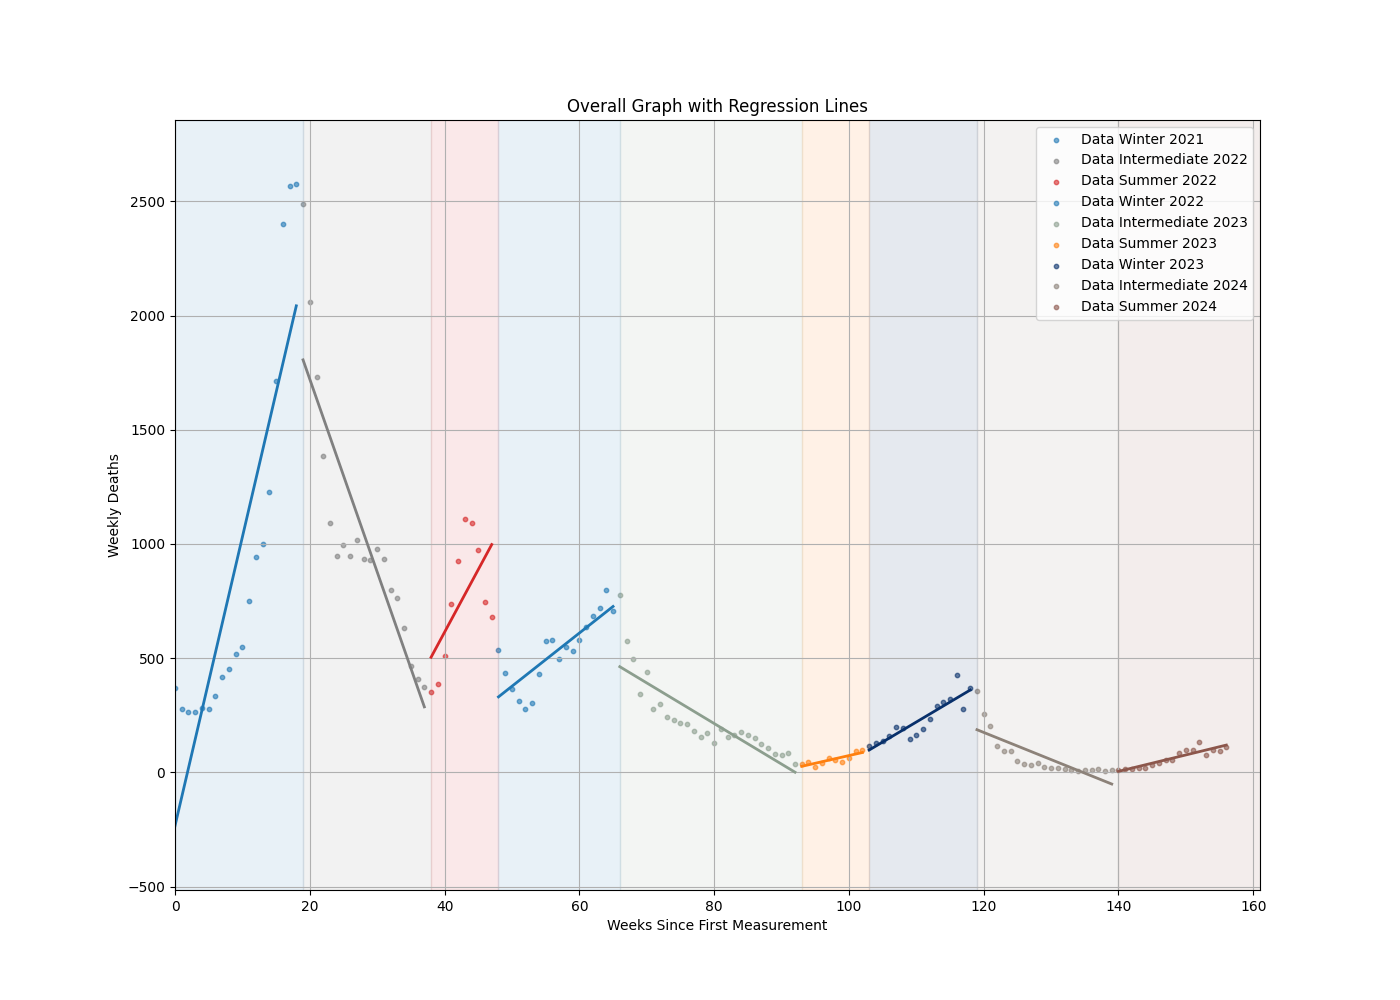 Overall Graph with Regression Lines
Data Winter 2021
Data Intermediate 2022
Data Summer 2022
Data Winter 2022
Data Intermediate 2023
Data Summer 2023
Data Winter 2023
Data Intermediate 2024
Data Summer 2024
2500
2000
1500
1000
500
0
−500
Weekly Deaths
0 20 40 60 80 100 120 140 160
Weeks Since First Measurement